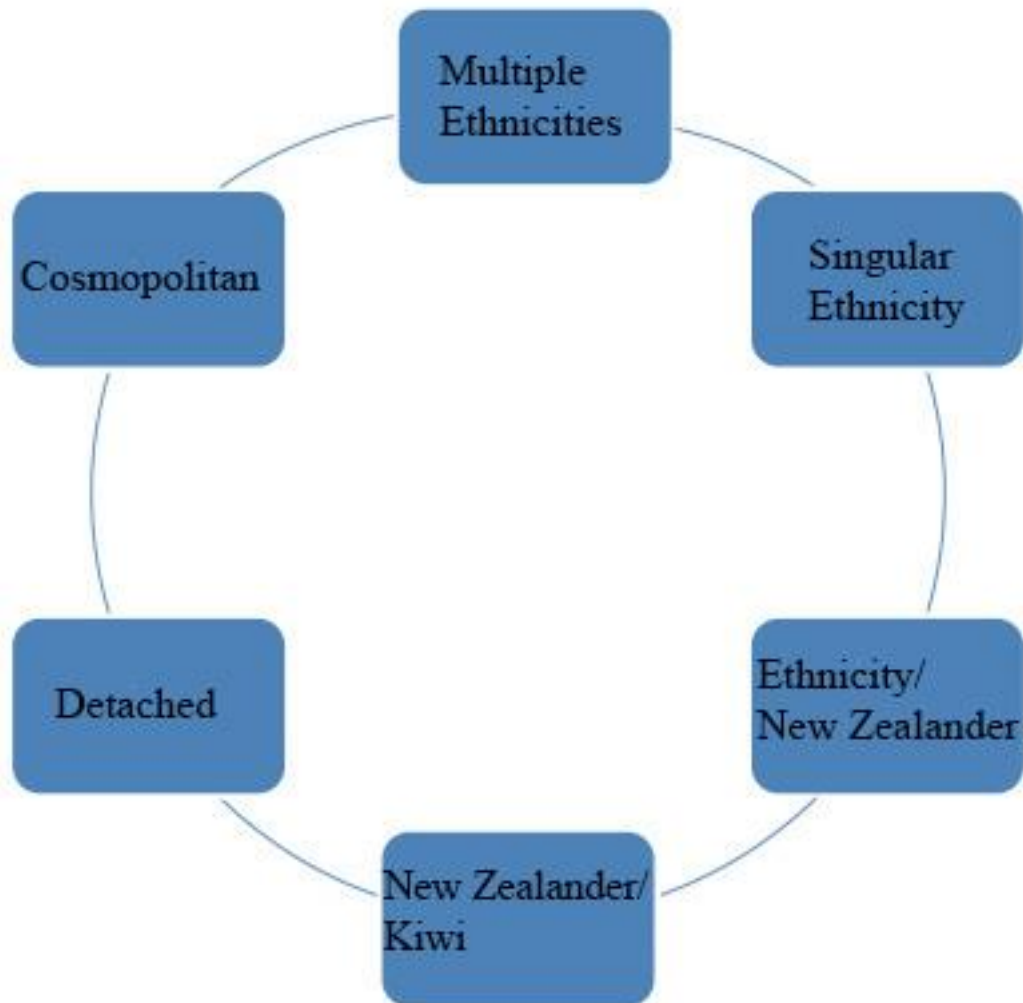 Multiple
Ethnicities
Singular
Ethnicity
Ethnicity/
New Zealander
New Zealander/
Kiwi
Detached
Cosmopolitan